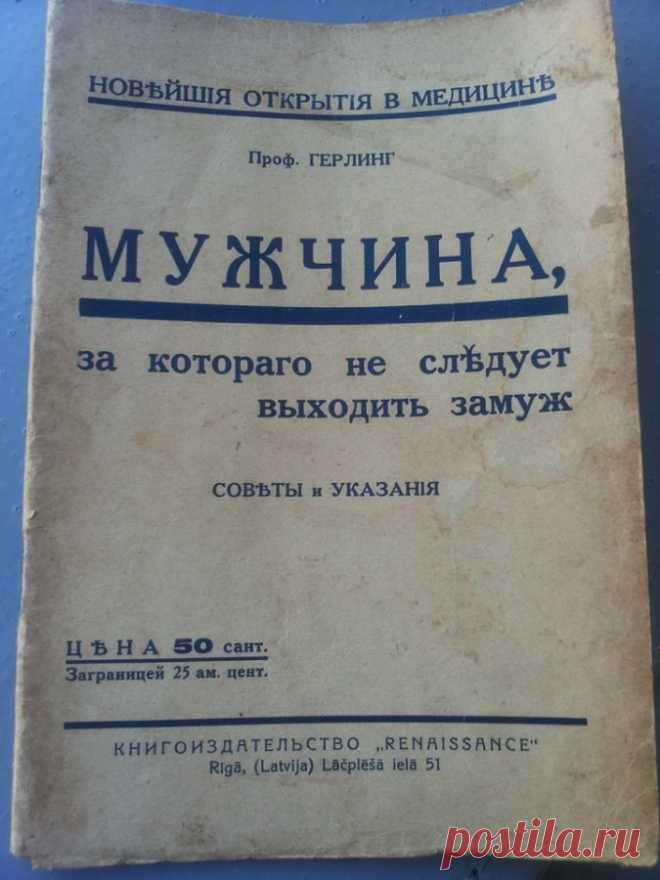 НОВѢЙШІЯ ОТКРЫТІЯ В МЕДИЦИНѢ
Проф. ГЕРЛИНГ
МУЖЧИНА,
за котораго не слѣдует
выходить замуж
СОВѢТЫ и УКАЗАНІЯ
ЦѢНА 50 сант.
Заграницей 25 ам. цент.
КНИГОИЗДАТЕЛЬСТВО „RENAISSANCE“
Rīgā, (Latvija) Lāčplēša ielā 51
postila.ru